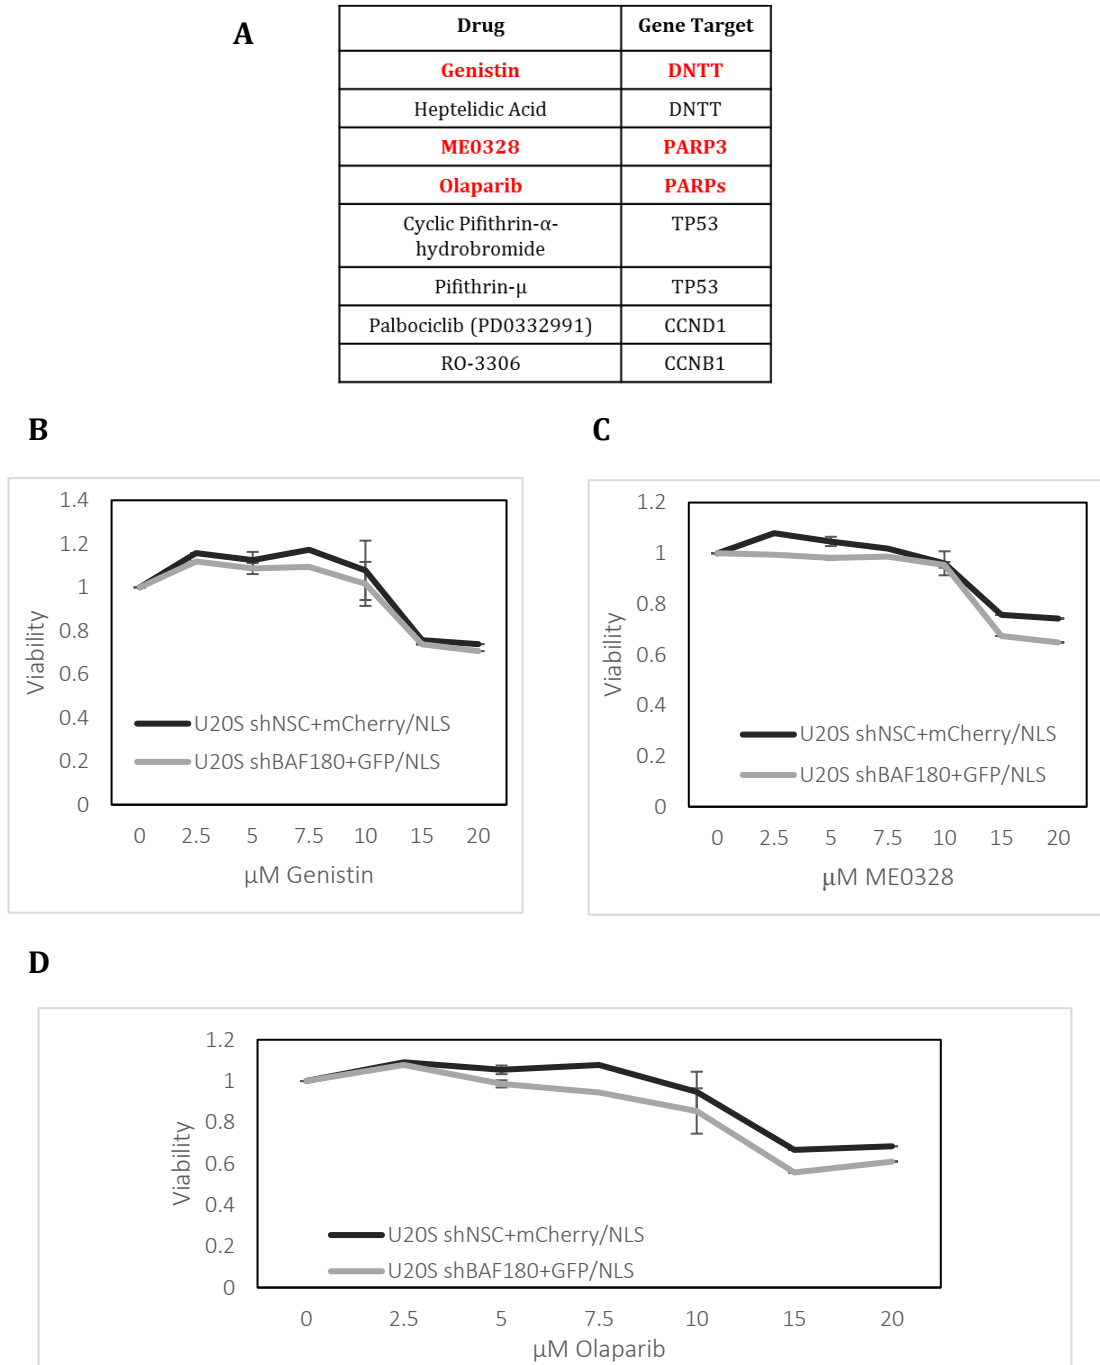 A
Drug Gene Target
Genistin DNTT
Heptelidic Acid DNTT
ME0328 PARP3
Olaparib PARPs
Cyclic Pifithrin-α- TP53
hydrobromide
Pifithrin-µ TP53
Palbociclib (PD0332991) CCND1
RO-3306 CCNB1
B
1.4
1.2
1
0.8
0.6
0.4
0.2
0
Viability
U20S shNSC+mCherry/NLS
U20S shBAF180+GFP/NLS
0 2.5 5 7.5 10 15 20
µM Genistin
C
1.2
1
0.8
0.6
0.4
0.2
0
Viability
U20S shNSC+mCherry/NLS
U20S shBAF180+GFP/NLS
0 2.5 5 7.5 10 15 20
µM ME0328
D
1.2
1
0.8
0.6
0.4
0.2
0
Viability
U20S shNSC+mCherry/NLS
U20S shBAF180+GFP/NLS
0 2.5 5 7.5 10 15 20
µM Olaparib